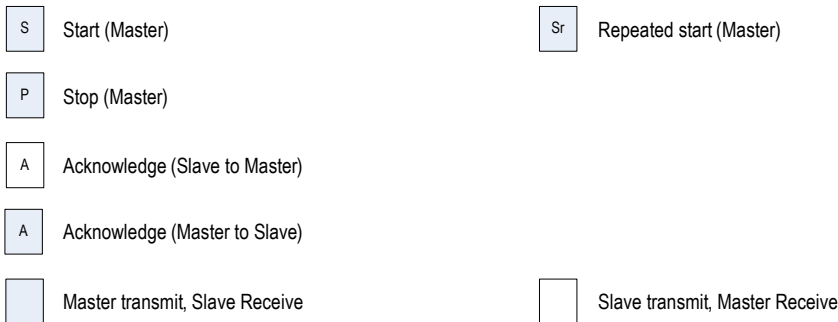 S Start (Master) Sr Repeated start (Master)
P Stop (Master)
A Acknowledge (Slave to Master)
A Acknowledge (Master to Slave)
Master transmit, Slave Receive Slave transmit, Master Receive